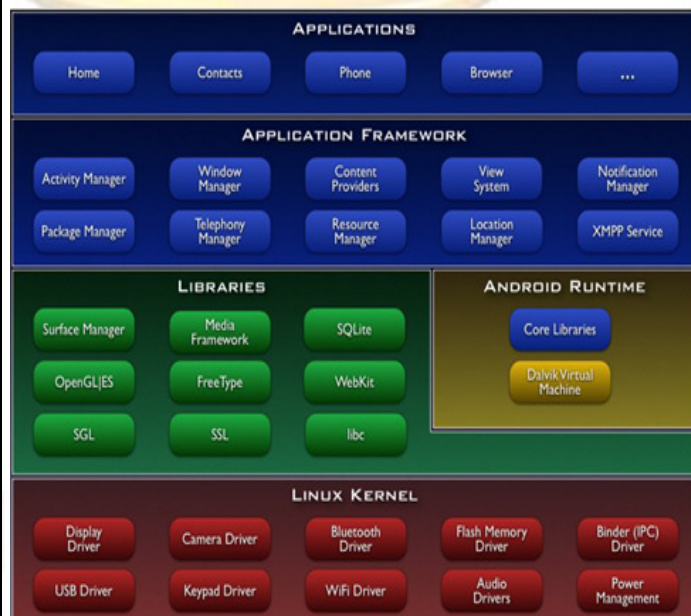 APPLICATIONS
Home
Contacts
Phone
Browser
...
APPLICATION FRAMEWORK
Activity Manager
Window
Manager
Content
Providers
View
System
Notification
Manager
Package Manager
Telephony
Manager
Resource
Manager
Location
Manager
XMPP Service
LIBRARIES
Surface Manager
Media
Framework
SQLite
OpenGL|ES
FreeType
WebKit
SGL
SSL
libc
ANDROID RUNTIME
Core Libraries
Dalvik Virtual
Machine
LINUX KERNEL
Display
Driver
Camera Driver
Bluetooth
Driver
Flash Memory
Driver
Binder (IPC)
Driver
USB Driver
Keypad Driver
WiFi Driver
Audio
Drivers
Power
Management